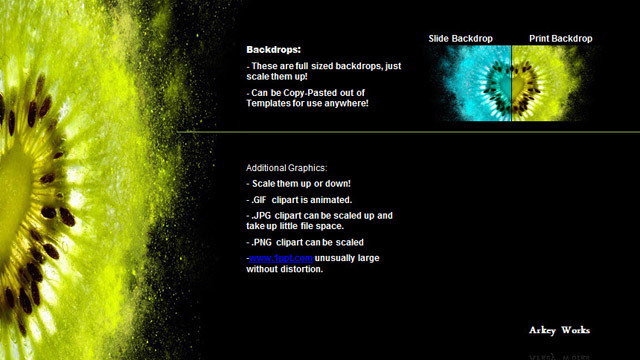 Slide Backdrop
Print Backdrop
Backdrops:
- These are full sized backdrops, just
scale them up!
- Can be Copy-Pasted out of
Templates for use anywhere!
Additional Graphics:
- Scale them up or down!
- .GIF clipart is animated.
- .JPG clipart can be scaled up and
take up little file space.
- .PNG clipart can be scaled
-www.fppt.com unusually large
without distortion.
Arkey Works